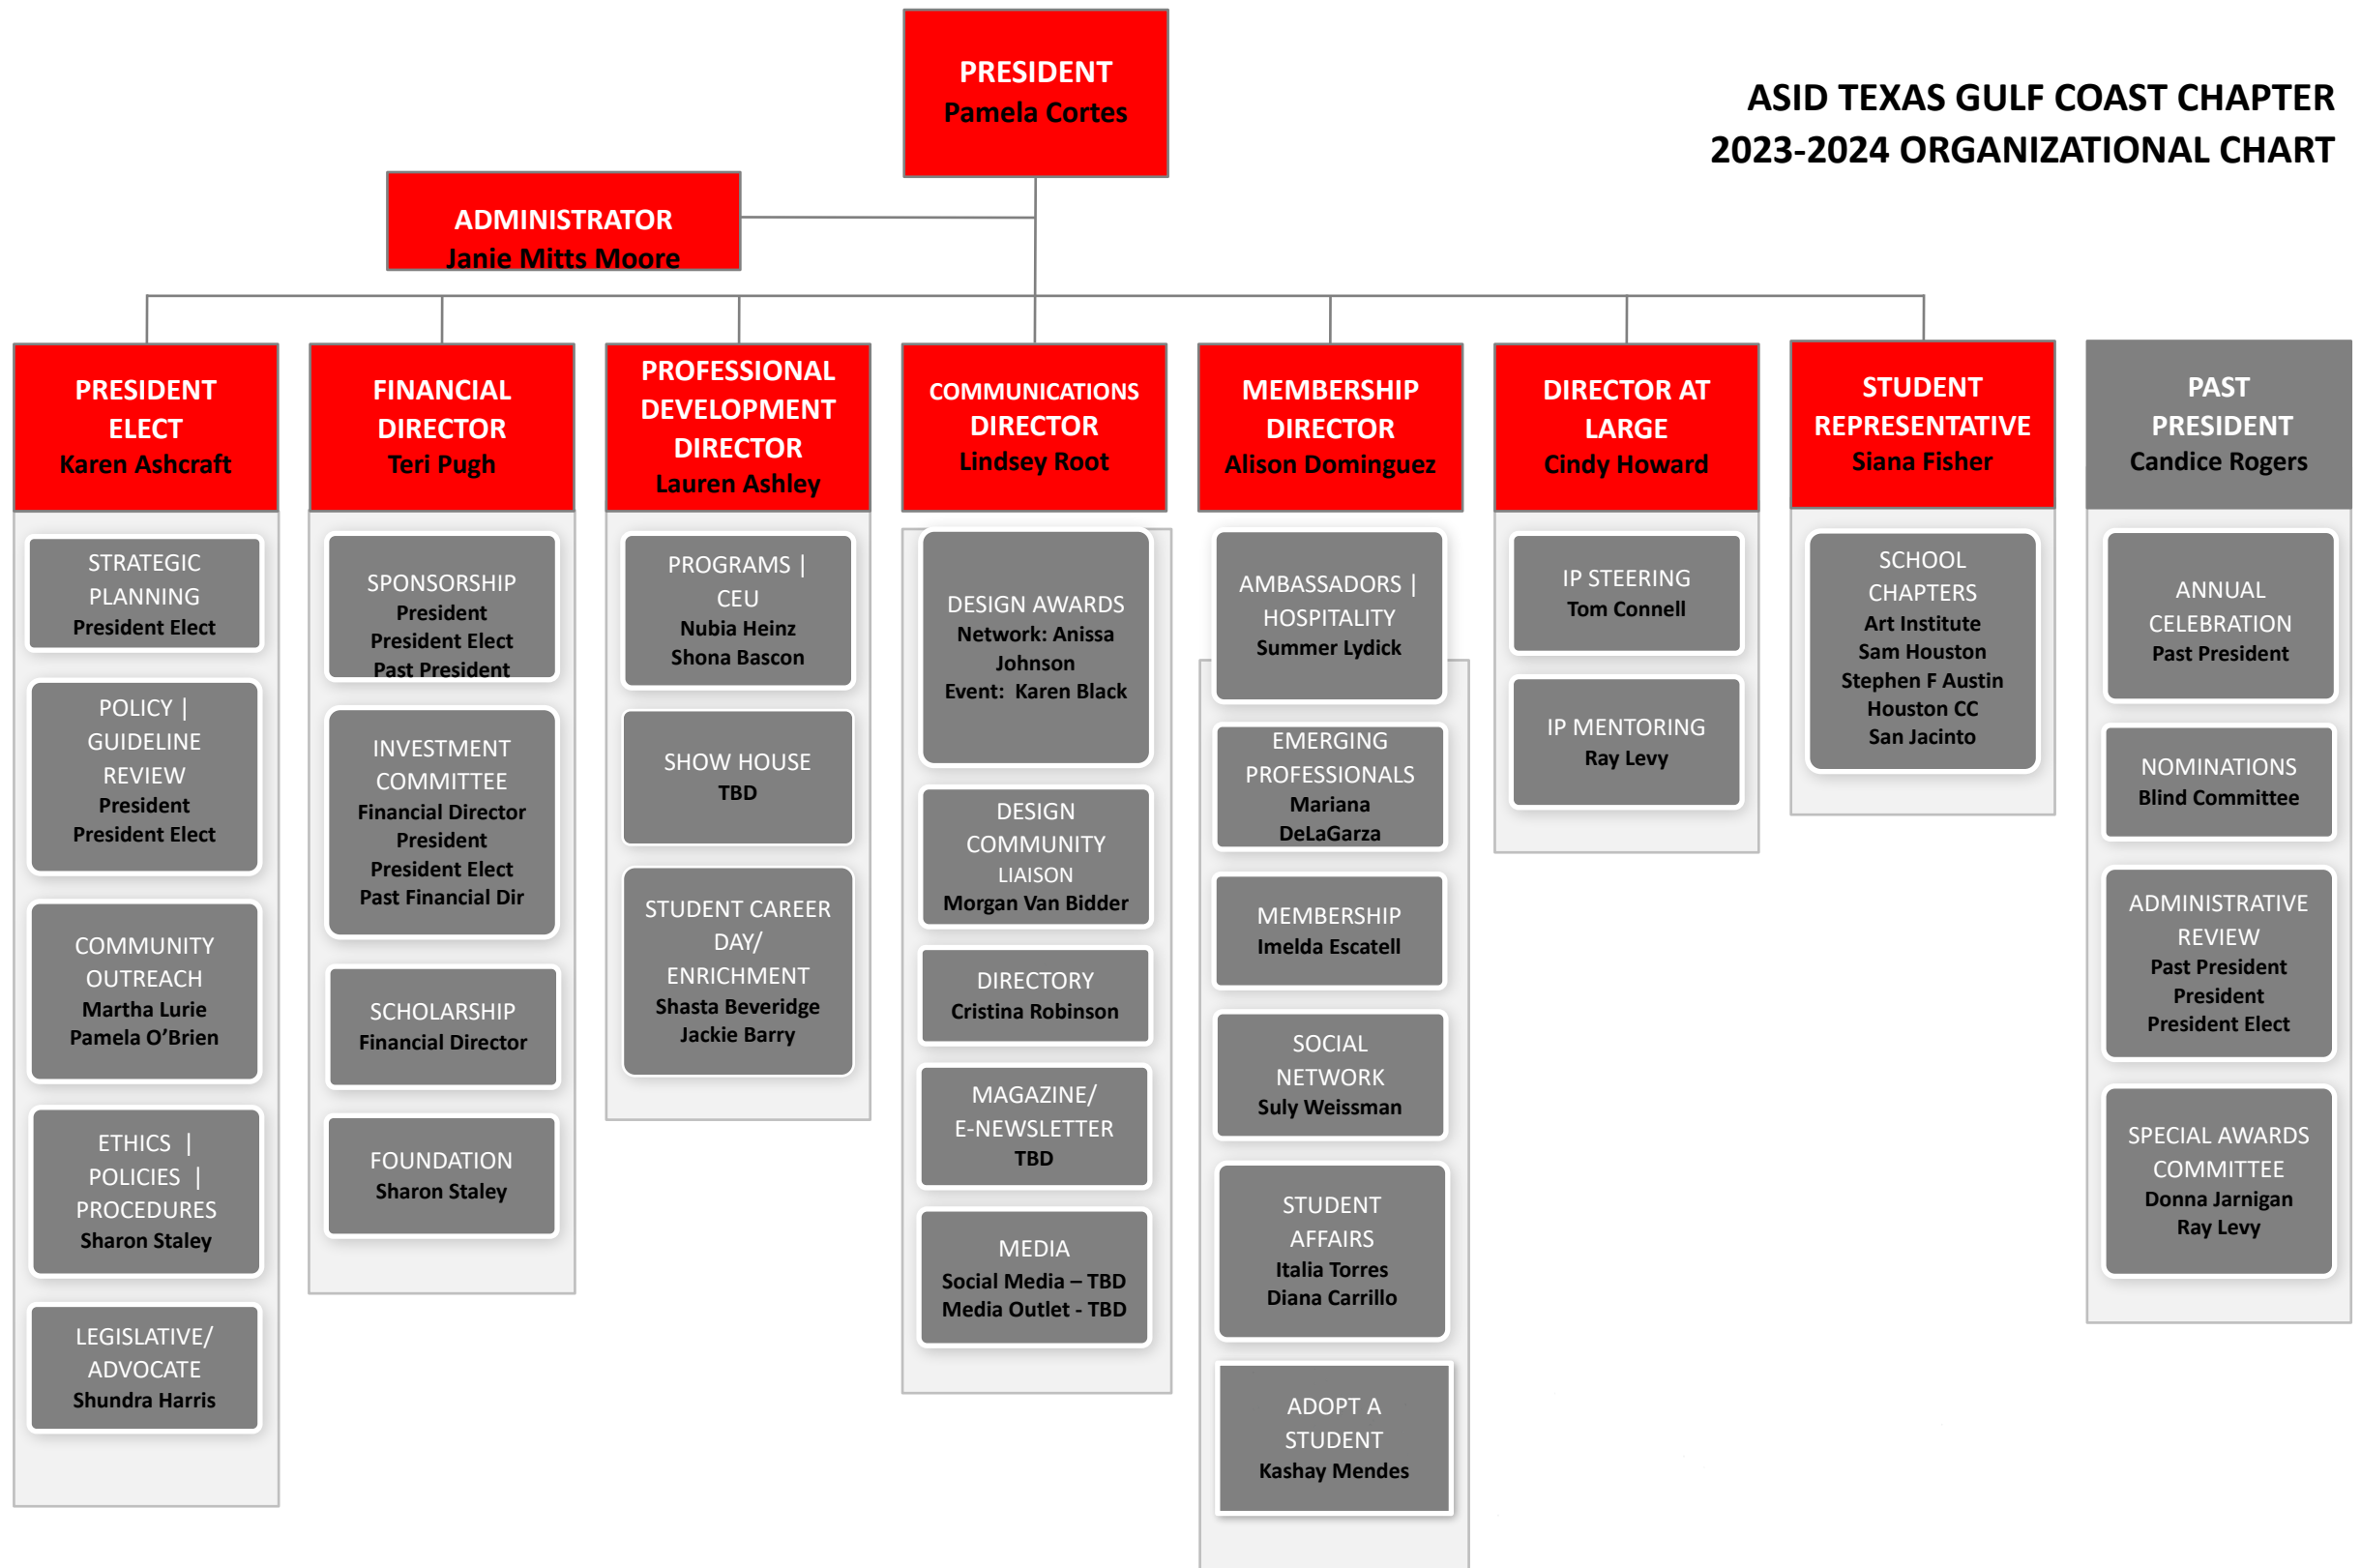 PRESIDENT
Pamela Cortes
ASID TEXAS GULF COAST CHAPTER
2023-2024 ORGANIZATIONAL CHART
ADMINISTRATOR
Janie Mitts Moore
PRESIDENT
ELECT
Karen Ashcraft
STRATEGIC
PLANNING
President Elect
POLICY |
GUIDELINE
REVIEW
President
President Elect
COMMUNITY
OUTREACH
Martha Lurie
Pamela O’Brien
ETHICS |
POLICIES |
PROCEDURES
Sharon Staley
LEGISLATIVE/
ADVOCATE
Shundra Harris
FINANCIAL
DIRECTOR
Teri Pugh
SPONSORSHIP
President
President Elect
Past President
INVESTMENT
COMMITTEE
Financial Director
President
President Elect
Past Financial Dir
SCHOLARSHIP
Financial Director
FOUNDATION
Sharon Staley
PROFESSIONAL
DEVELOPMENT
DIRECTOR
Lauren Ashley
PROGRAMS |
CEU
Nubia Heinz
Shona Bascon
SHOW HOUSE
TBD
STUDENT CAREER
DAY/
ENRICHMENT
Shasta Beveridge
Jackie Barry
COMMUNICATIONS
DIRECTOR
Lindsey Root
DESIGN AWARDS
Network: Anissa
Johnson
Event:  Karen Black
DESIGN
COMMUNITY
LIAISON
Morgan Van Bidder
DIRECTORY
Cristina Robinson
MAGAZINE/
E-NEWSLETTER
TBD
MEDIA
Social Media – TBD
Media Outlet - TBD
MEMBERSHIP
DIRECTOR
Alison Dominguez
AMBASSADORS |
HOSPITALITY
Summer Lydick
EMERGING
PROFESSIONALS
Mariana
DeLaGarza
MEMBERSHIP
Imelda Escatell
SOCIAL
NETWORK
Suly Weissman
STUDENT
AFFAIRS
Italia Torres
Diana Carrillo
ADOPT A
STUDENT
Kashay Mendes
DIRECTOR AT
LARGE
Cindy Howard
IP STEERING
Tom Connell
IP MENTORING
Ray Levy
STUDENT
REPRESENTATIVE
Siana Fisher
SCHOOL
CHAPTERS
Art Institute
Sam Houston
Stephen F Austin
Houston CC
San Jacinto
PAST
PRESIDENT
Candice Rogers
ANNUAL
CELEBRATION
Past President
NOMINATIONS
Blind Committee
ADMINISTRATIVE
REVIEW
Past President
President
President Elect
SPECIAL AWARDS
COMMITTEE
Donna Jarnigan
Ray Levy